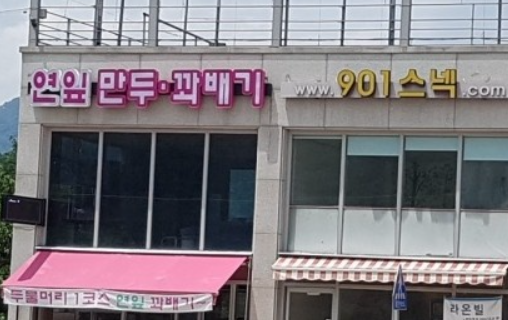 연잎 만두·꽈배기
www.901스넥.com
두물머리 1코스 연잎 꽈배기
라온빌